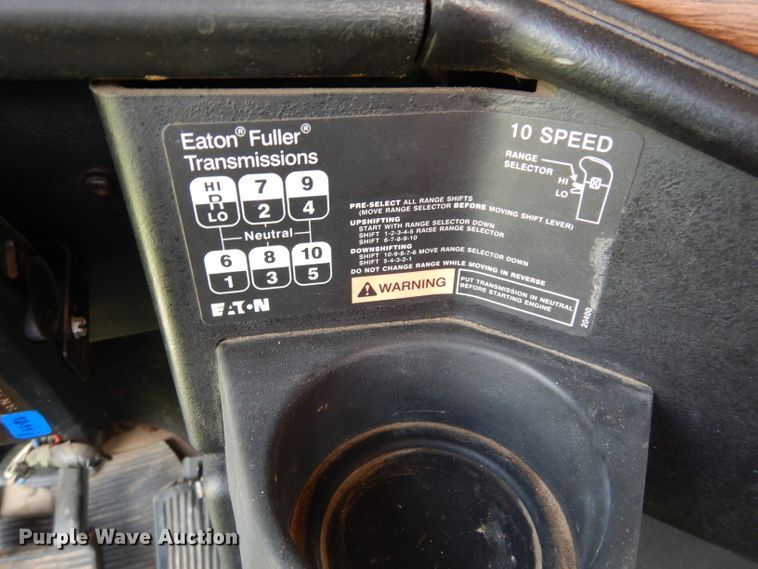 Eaton® Fuller®
Transmissions
10 SPEED
RANGE
SELECTOR
HI
LO
HI
R
LO
7
2
9
4
Neutral
6
1
8
3
10
5
PRE-SELECT ALL RANGE SHIFTS
(MOVE RANGE SELECTOR BEFORE MOVING SHIFT LEVER)
UPSHIFTING
START WITH RANGE SELECTOR DOWN
SHIFT 1-2-3-4-5 RAISE RANGE SELECTOR
SHIFT 6-7-8-9-10
DOWNSHIFTING
SHIFT 10-9-8-7-6 MOVE RANGE SELECTOR DOWN
SHIFT 5-4-3-2-1
DO NOT CHANGE RANGE WHILE MOVING IN REVERSE
WARNING
PUT TRANSMISSION IN NEUTRAL
BEFORE STARTING ENGINE
20400
EATON
Purple Wave Auction